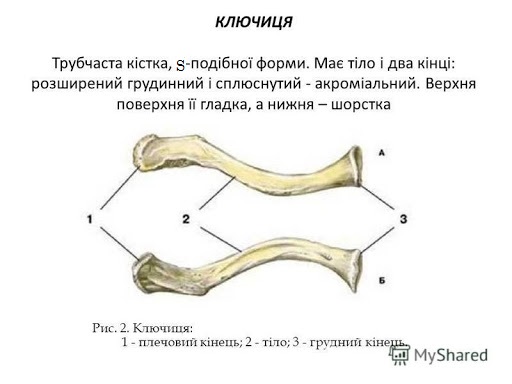 КЛЮЧИЦЯ
Трубчаста кістка, S-подібної форми. Має тіло і два кінці:
розширений грудинний і сплюснутий - акроміальний. Верхня
поверхня її гладка, а нижня – шорстка
А
1 2 3
Б
Рис. 2. Ключиця:
1 - плечовий кінець; 2 - тіло; 3 - грудний кінець.
MyShared